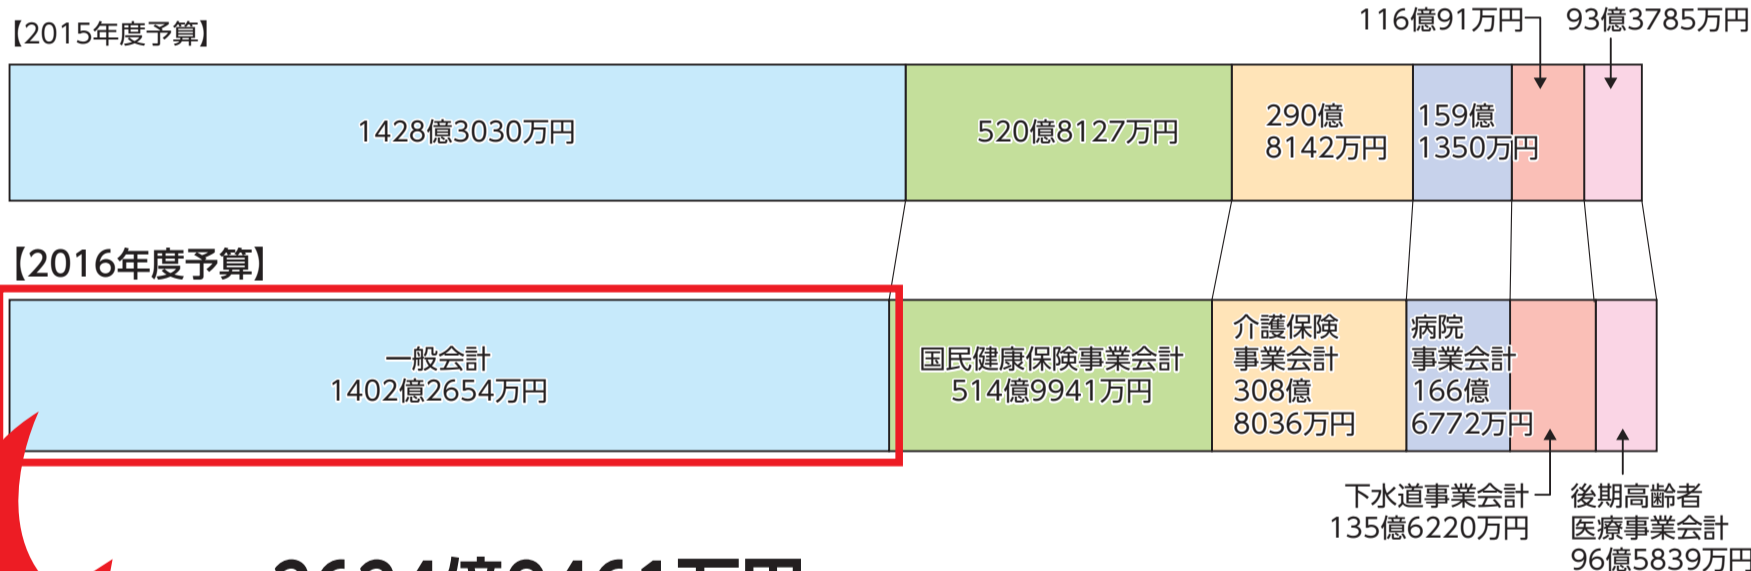 【2015年度予算】
116億91万円
93億3785万円
1428億3030万円
520億8127万円
290億
8142万円
159億
1350万円
【2016年度予算】
一般会計
1402億2654万円
国民健康保険事業会計
514億9941万円
介護保険
事業会計
308億
8036万円
病院
事業会計
166億
6772万円
下水道事業会計
135億6220万円
後期高齢者
医療事業会計
96億5839万円